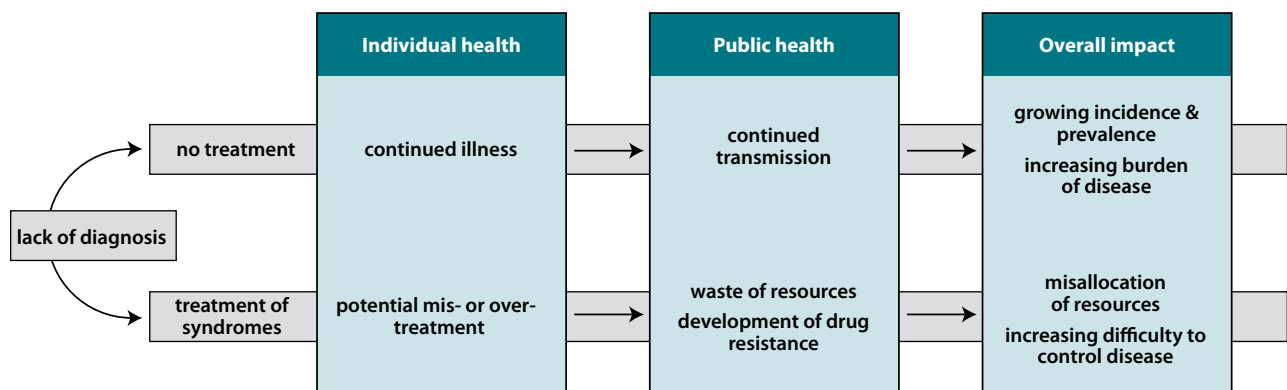 Individual health
Public health
Overall impact
lack of diagnosis
no treatment
continued illness
continued
transmission
growing incidence &
prevalence
increasing burden
of disease
treatment of
syndromes
potential mis- or over-
treatment
waste of resources
development of drug
resistance
misallocation
of resources
increasing difficulty to
control disease